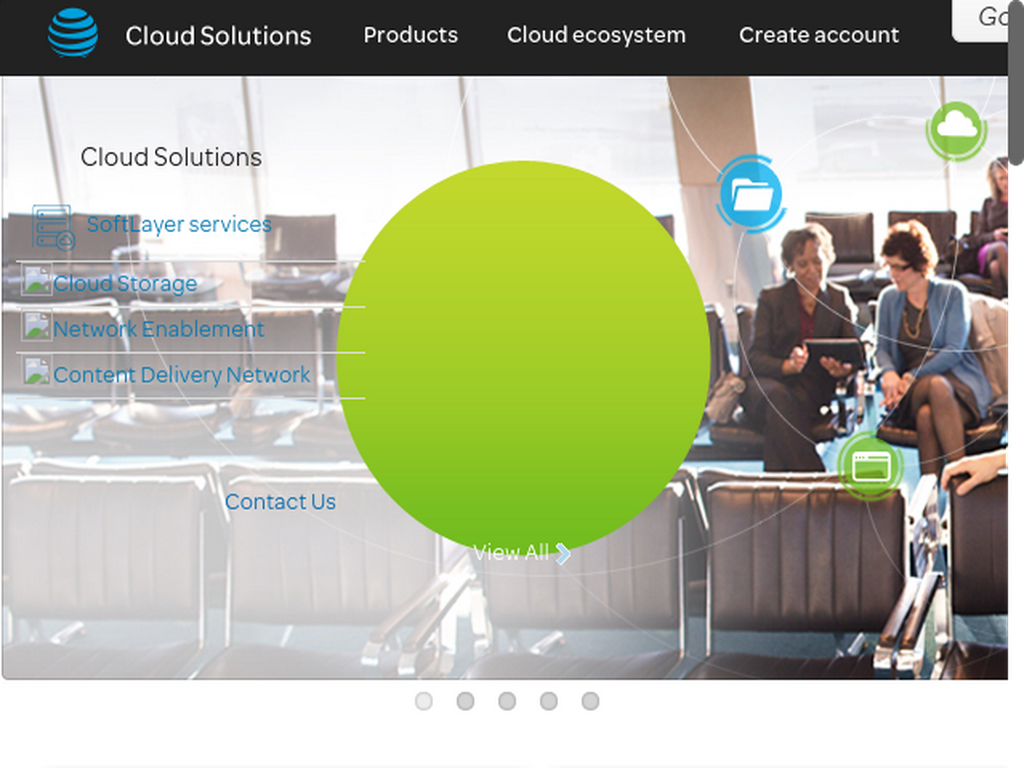 Cloud Solutions
Products
Cloud ecosystem
Create account
Cloud Solutions
SoftLayer services
Cloud Storage
Network Enablement
Content Delivery Network
Contact Us
View All